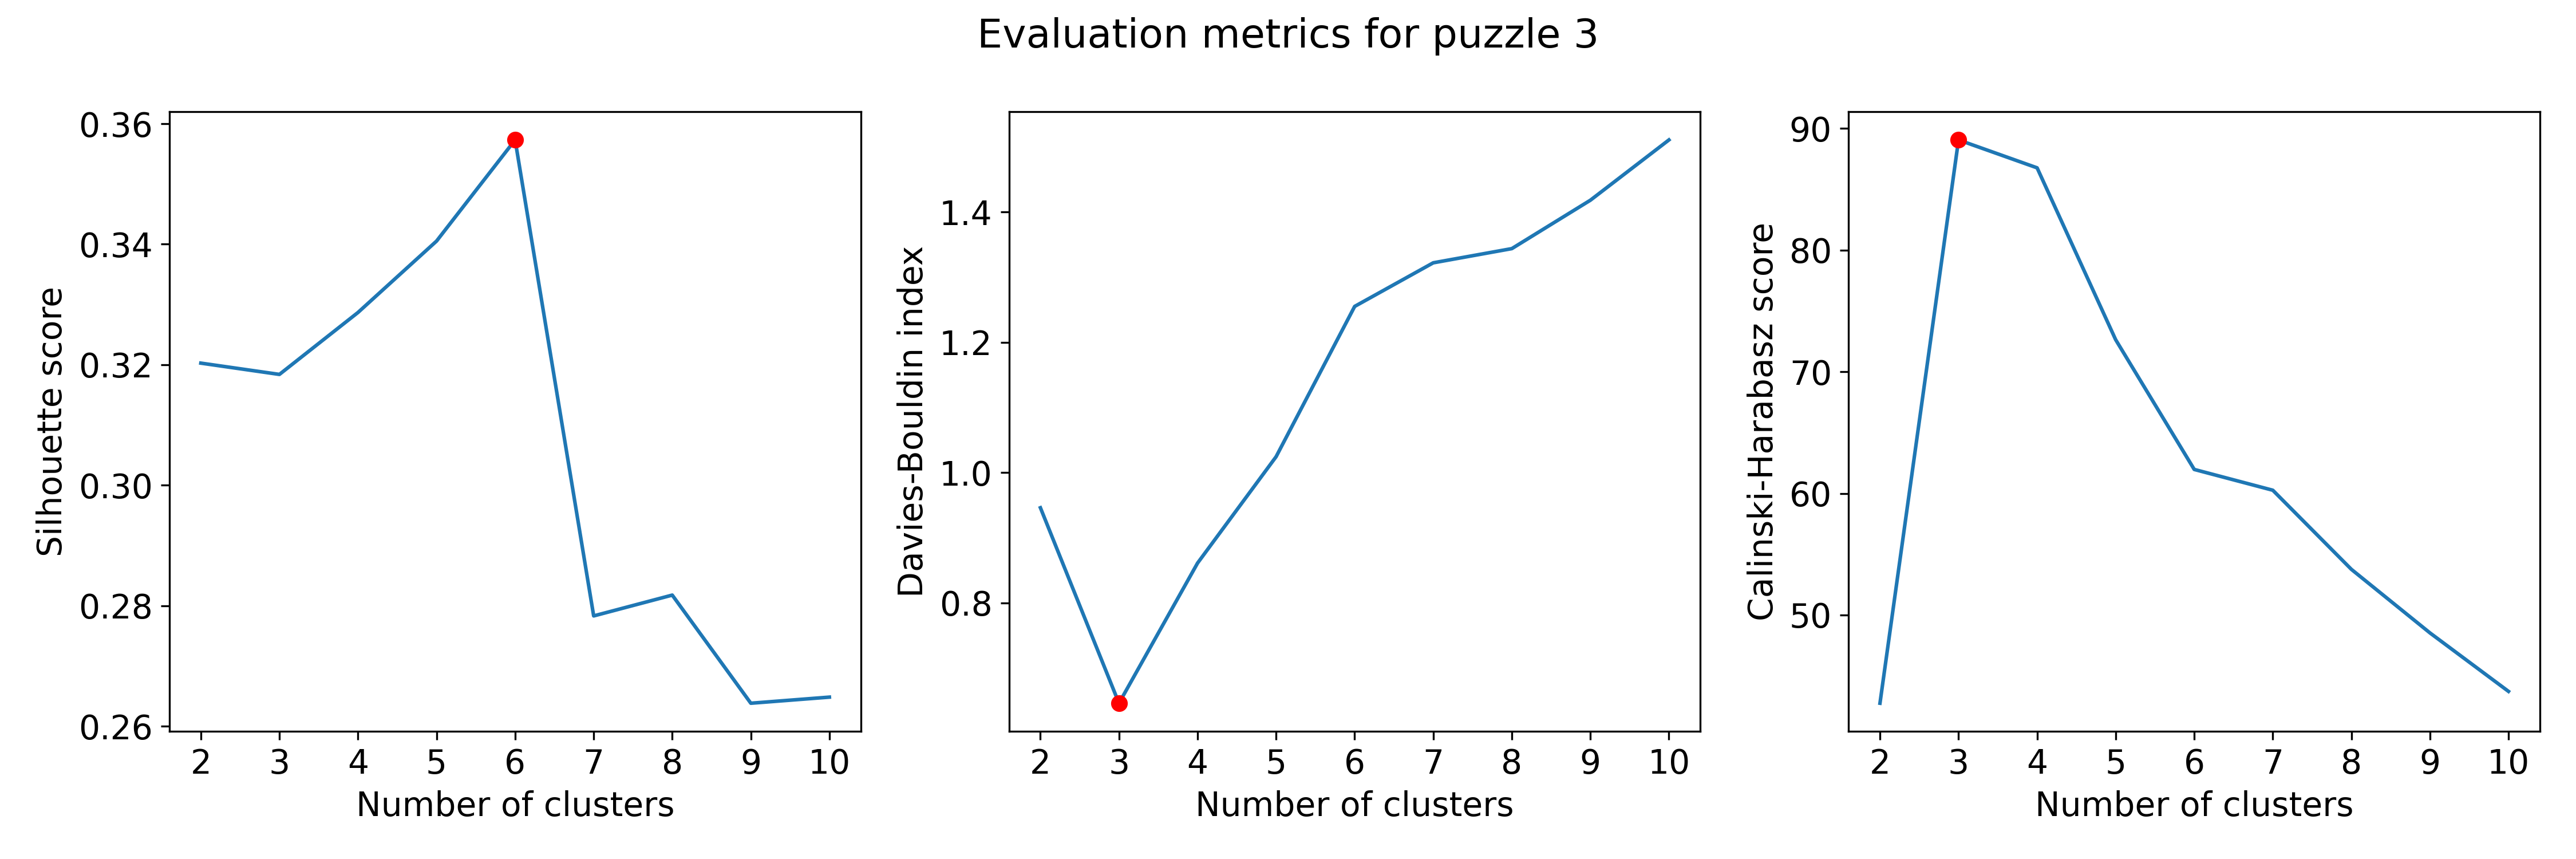 Evaluation metrics for puzzle 3
Silhouette score
0.36
0.34
0.32
0.30
0.28
0.26
2 3 4 5 6 7 8 9 10
Number of clusters
Davies-Bouldin index
1.4
1.2
1.0
0.8
2 3 4 5 6 7 8 9 10
Number of clusters
Calinski-Harabasz score
90
80
70
60
50
2 3 4 5 6 7 8 9 10
Number of clusters